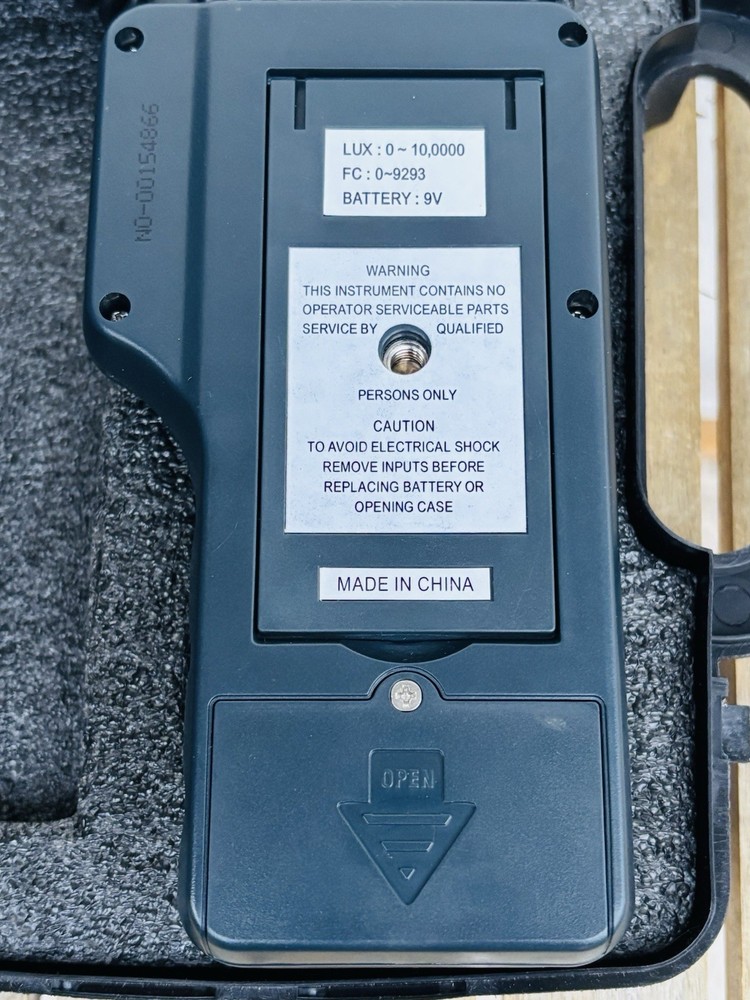 NO-00154866
LUX : 0 ~ 10,0000
FC : 0~9293
BATTERY : 9V
WARNING
THIS INSTRUMENT CONTAINS NO
OPERATOR SERVICEABLE PARTS
SERVICE BY QUALIFIED
PERSONS ONLY
CAUTION
TO AVOID ELECTRICAL SHOCK
REMOVE INPUTS BEFORE
REPLACING BATTERY OR
OPENING CASE
MADE IN CHINA
OPEN